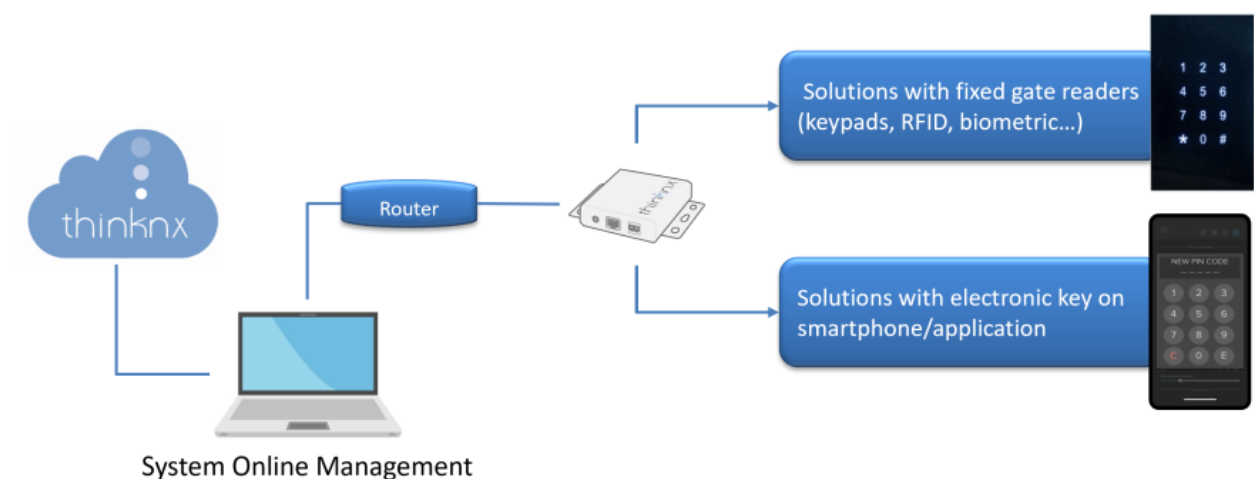 thinknx
System Online Management
Router
thinknx
Solutions with fixed gate readers
(keypads, RFID, biometric...)
1 2 3
4 5 6
7 8 9
* 0 #
Solutions with electronic key on
smartphone/application
NEW PIN CODE
1 2 3
4 5 6
7 8 9
C 0 E